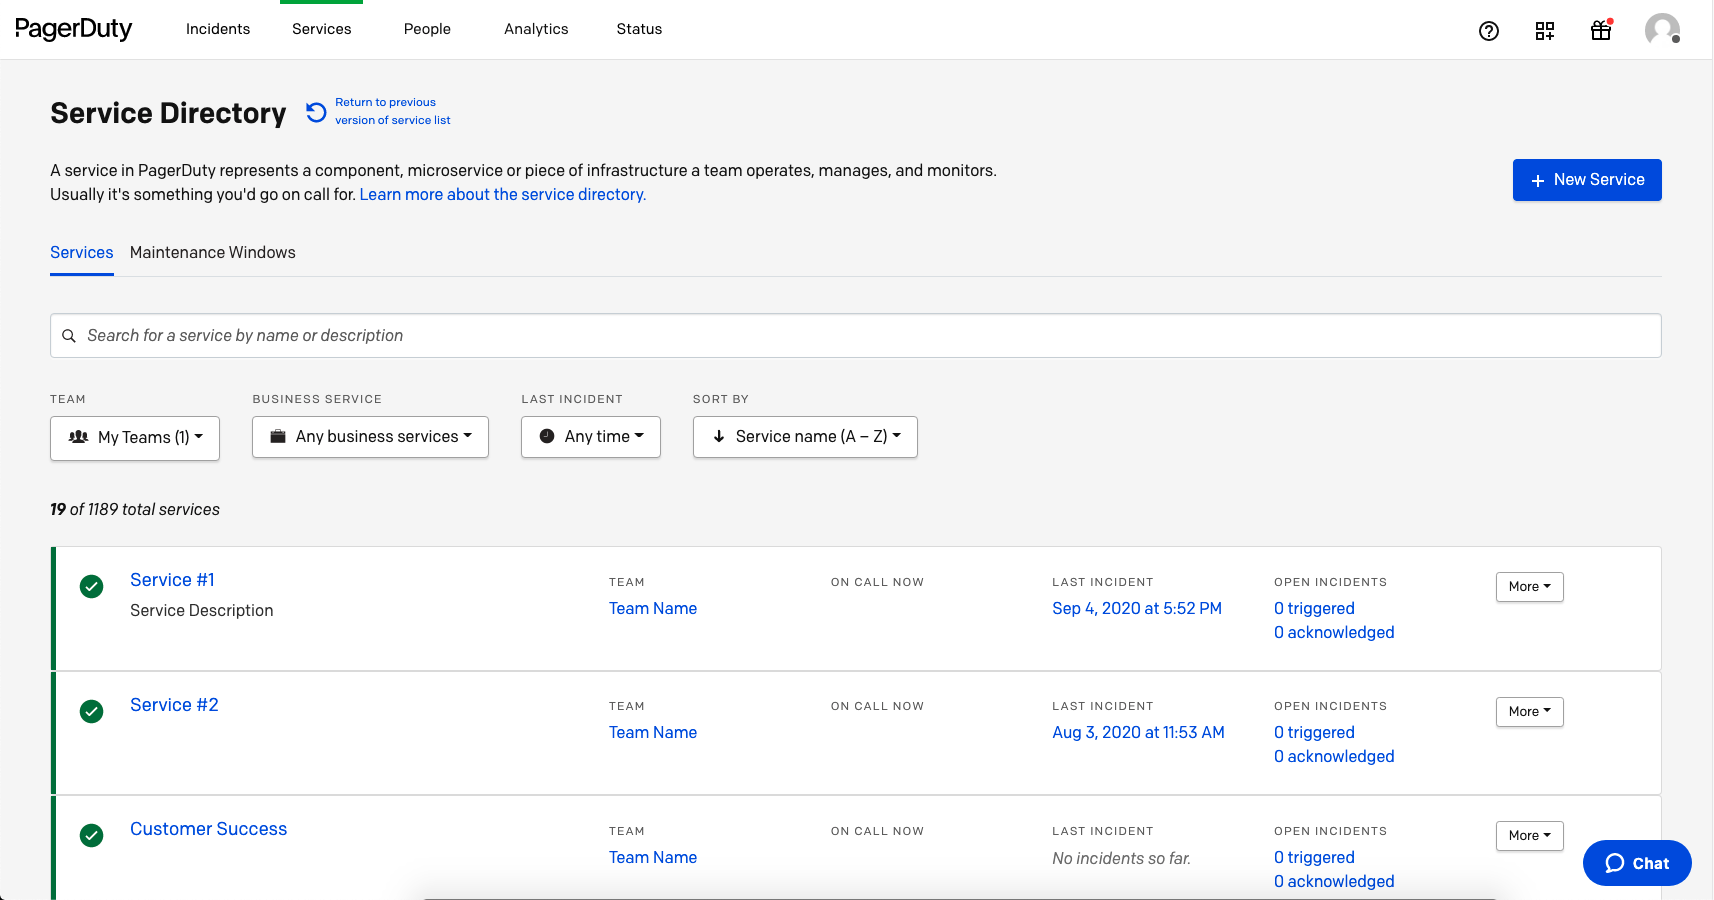 PagerDuty
Incidents
Services
People
Analytics
Status
Service Directory
Return to previous
version of service list
A service in PagerDuty represents a component, microservice or piece of infrastructure a team operates, manages, and monitors.
Usually it's something you'd go on call for. Learn more about the service directory.
+ New Service
Services
Maintenance Windows
Search for a service by name or description
TEAM
BUSINESS SERVICE
LAST INCIDENT
SORT BY
My Teams (1)
Any business services
Any time
Service name (A – Z)
19 of 1189 total services
Service #1
Service Description
TEAM
Team Name
ON CALL NOW
LAST INCIDENT
Sep 4, 2020 at 5:52 PM
OPEN INCIDENTS
0 triggered
0 acknowledged
More
Service #2
TEAM
Team Name
ON CALL NOW
LAST INCIDENT
Aug 3, 2020 at 11:53 AM
OPEN INCIDENTS
0 triggered
0 acknowledged
More
Customer Success
TEAM
Team Name
ON CALL NOW
LAST INCIDENT
No incidents so far.
OPEN INCIDENTS
0 triggered
0 acknowledged
More
Chat